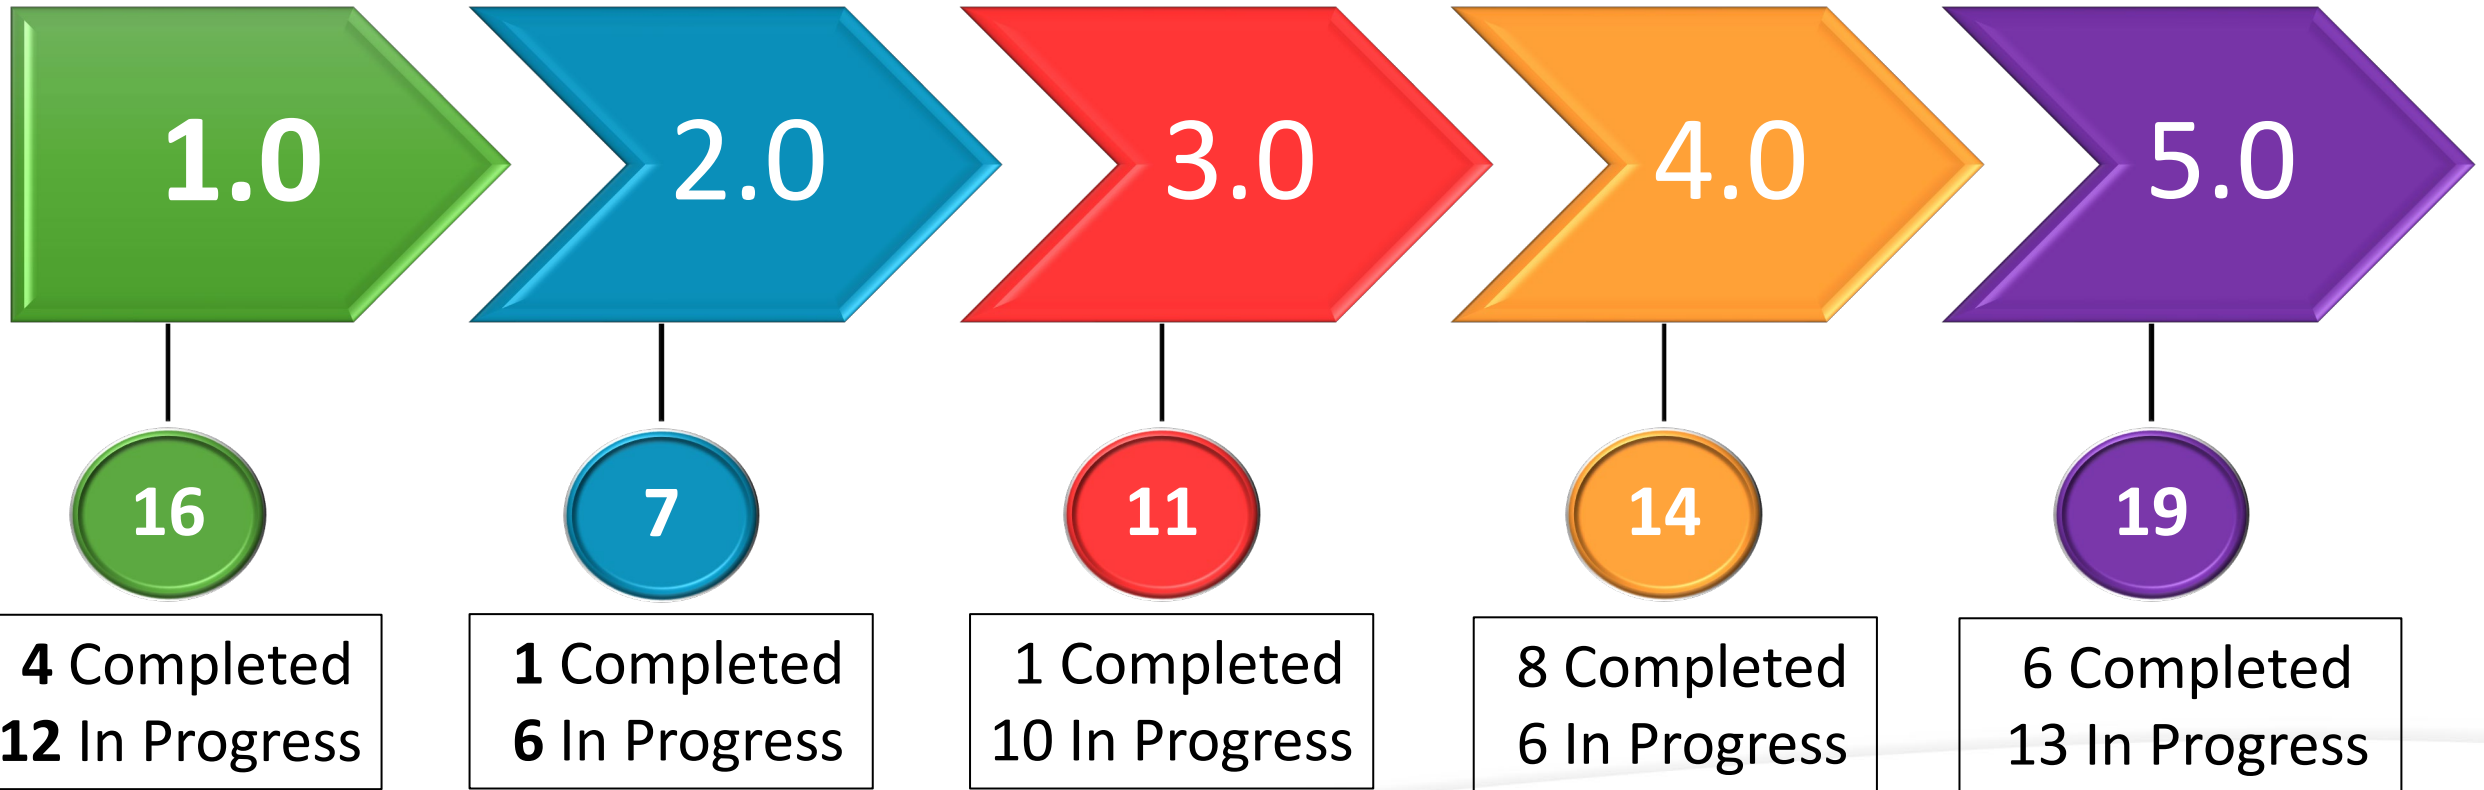 1.0
2.0
3.0
4.0
5.0
16
7
11
14
19
4 Completed
12 In Progress
1 Completed
6 In Progress
1 Completed
10 In Progress
8 Completed
6 In Progress
6 Completed
13 In Progress